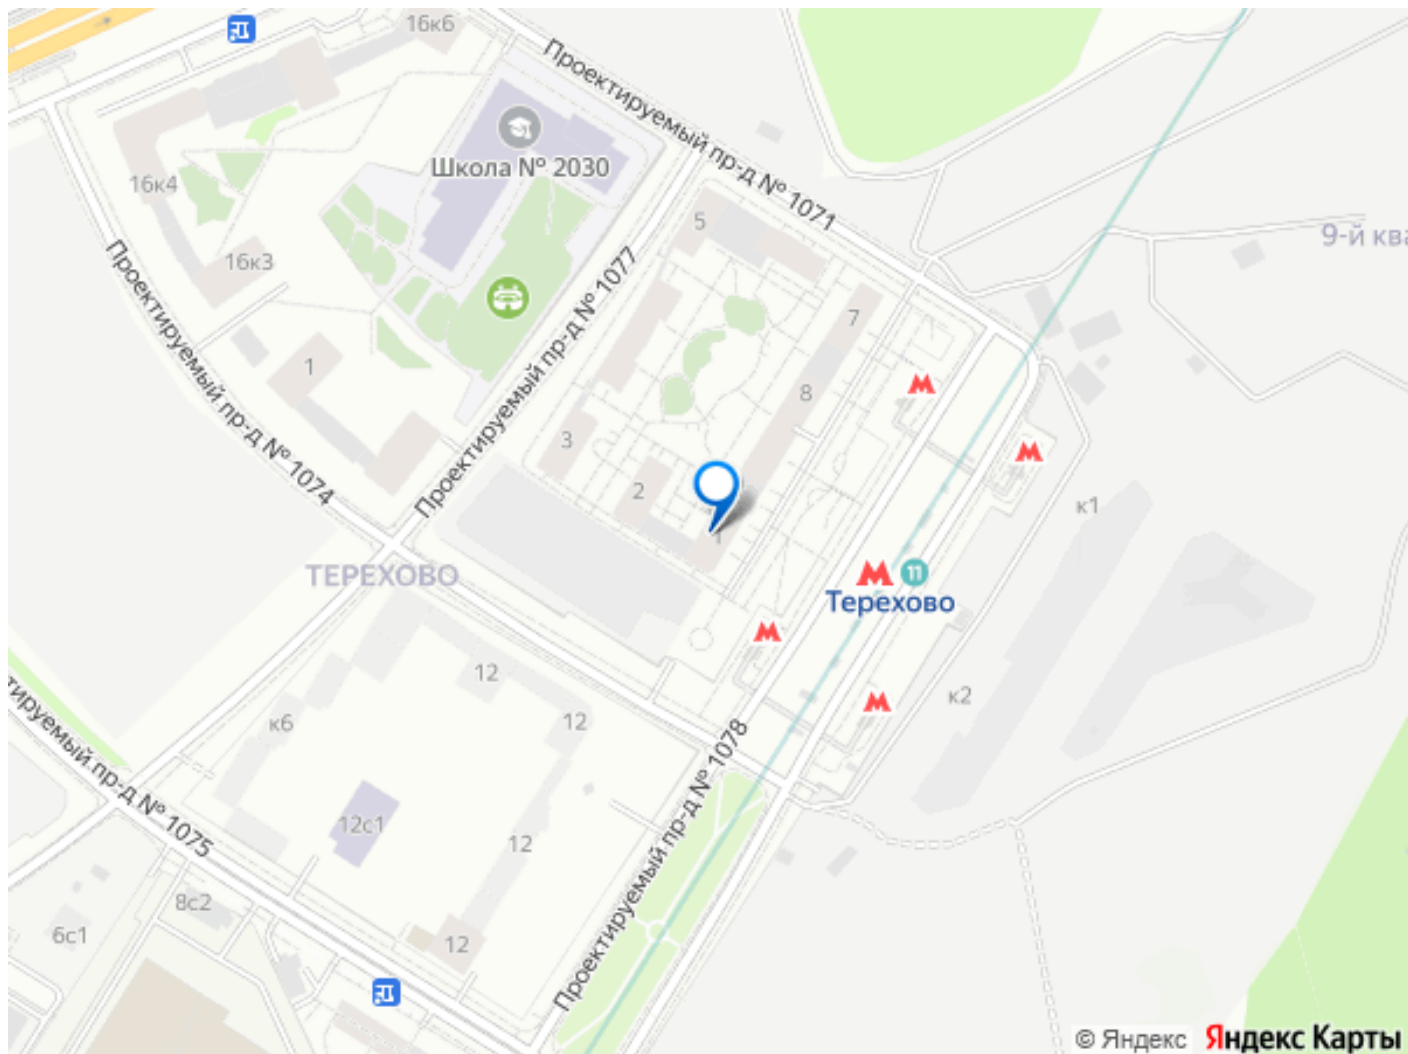 16к6
Проектируемый пр-д № 1071
Школа № 2030
16к4
5
9-й ква
16к3
Проектируемый пр-д № 1077
Проектируемый пр-д № 1074
7
1
8
3
2
1
к1
ТЕРЕХОВО
11
Терехово
12
12
к6
к2
Проектируемый пр-д № 1078
тируемый пр-д № 1075
12с1
12
8с2
6с1
12
© Яндекс Яндекс Карты